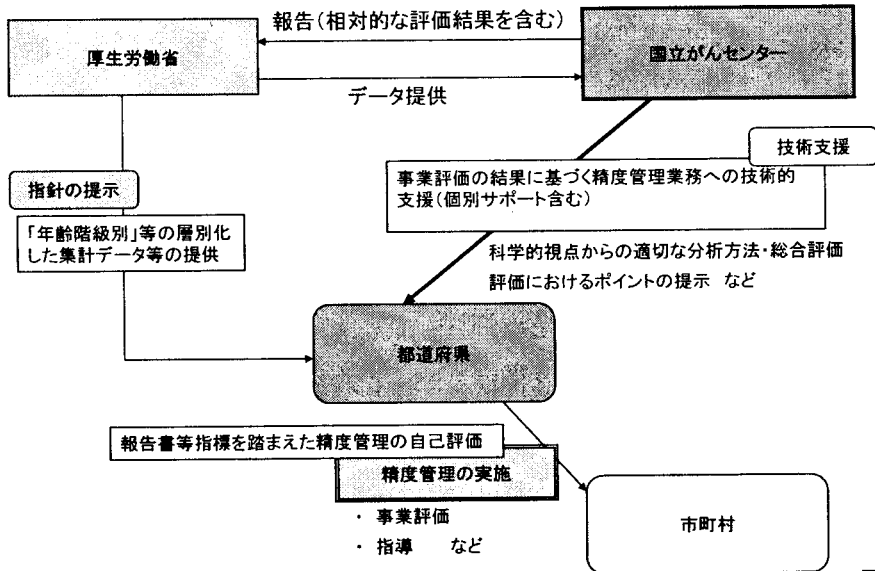 報告(相対的な評価結果を含む)
厚生労働省
国立がんセンター
データ提供
技術支援
指針の提示
事業評価の結果に基づく精度管理業務への技術的
支援(個別サポート含む)
「年齢階級別」等の層別化
した集計データ等の提供
科学的視点からの適切な分析方法・総合評価
評価におけるポイントの提示 など
都道府県
報告書等指標を踏まえた精度管理の自己評価
精度管理の実施
・ 事業評価
・ 指導 など
市町村